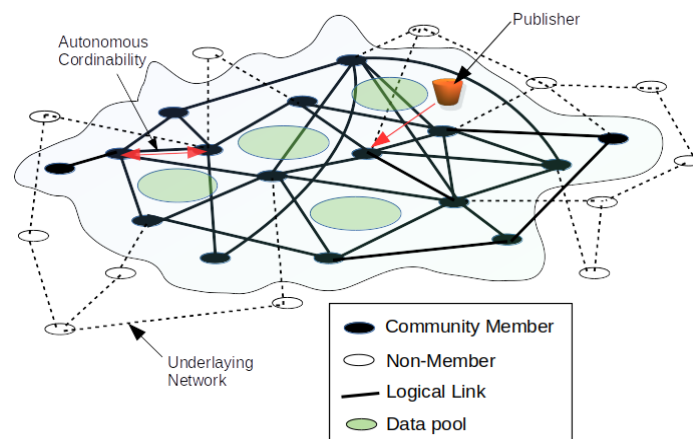 Publisher
Autonomous
Cordinability
Underlaying
Network
Community Member
Non-Member
Logical Link
Data pool